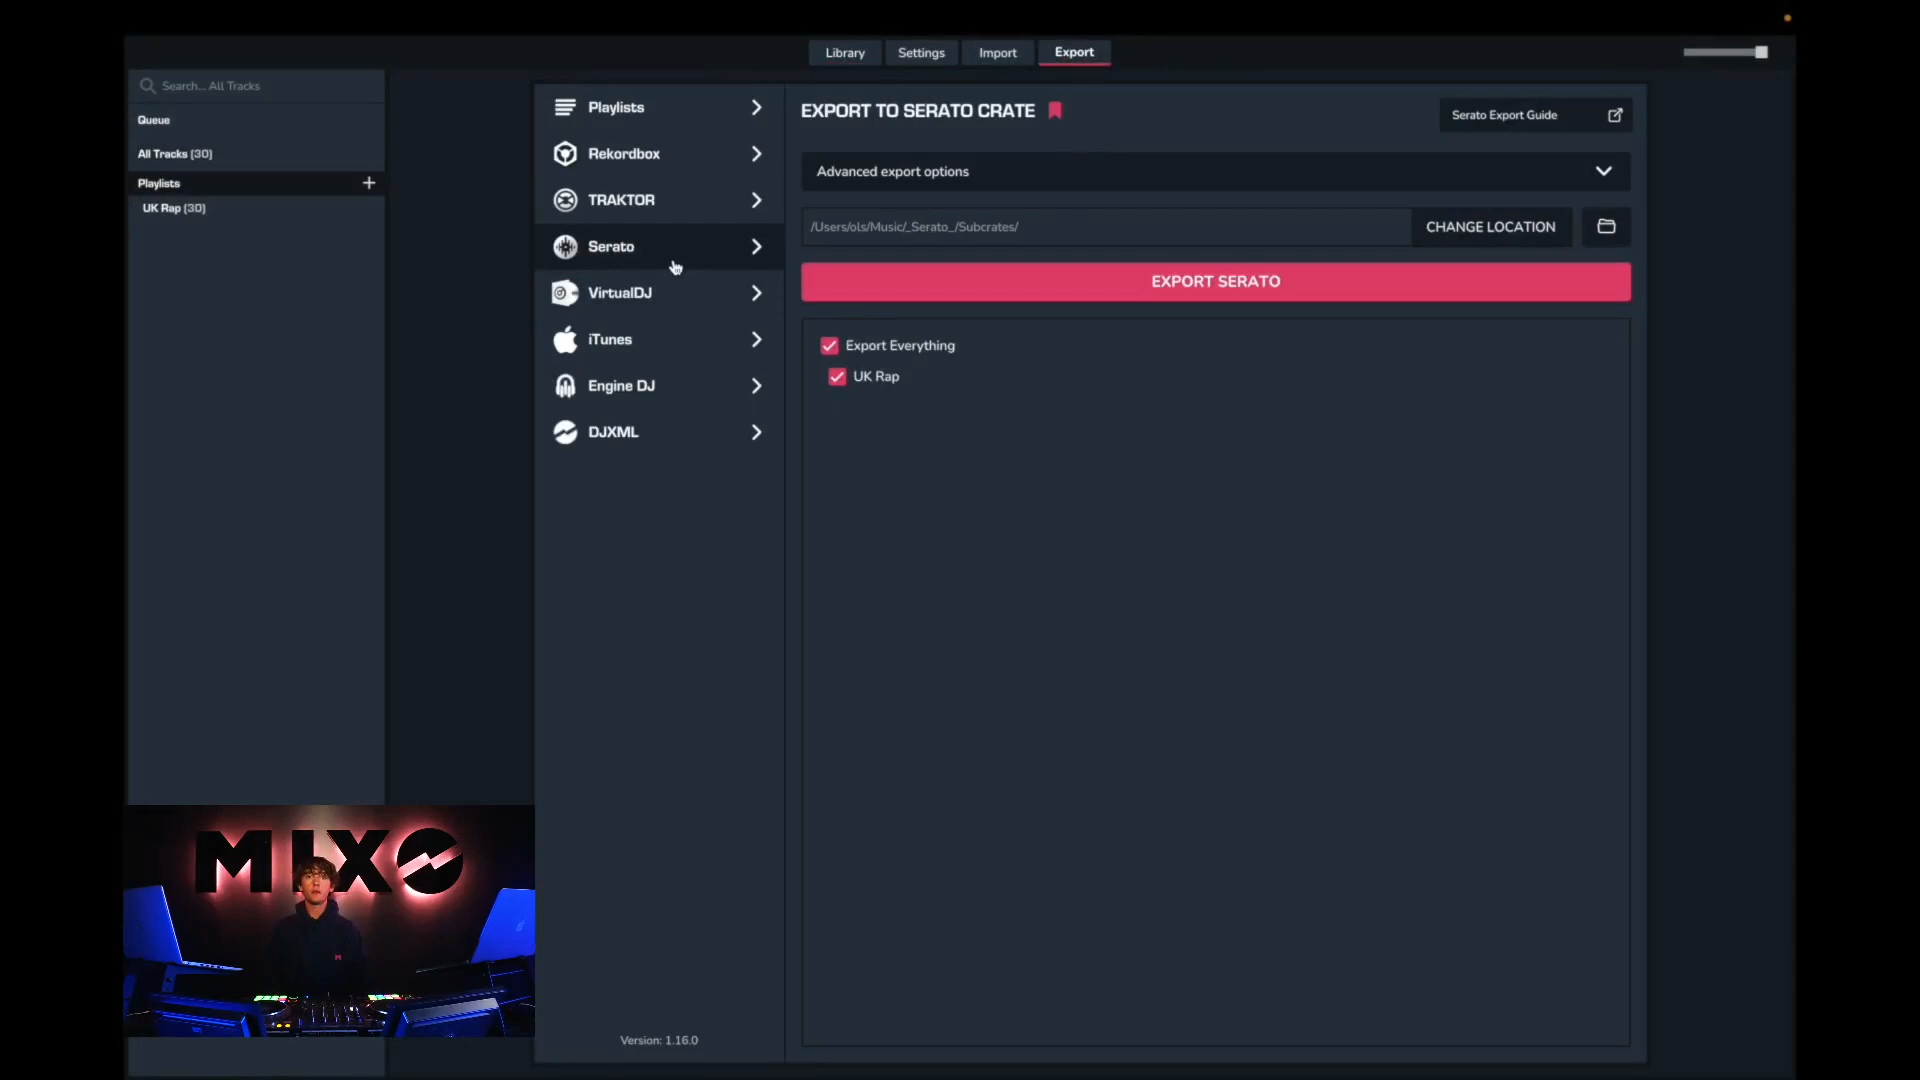 Library
Settings
Import
Export
Search... All Tracks
Queue
All Tracks (30)
Playlists
UK Rap (30)
Playlists
Rekordbox
TRAKTOR
Serato
VirtualDJ
iTunes
Engine DJ
DJXML
Version: 1.16.0
EXPORT TO SERATO CRATE
Serato Export Guide
Advanced export options
/Users/ols/Music/_Serato_/Subcrates/
CHANGE LOCATION
EXPORT SERATO
Export Everything
UK Rap
MIXO